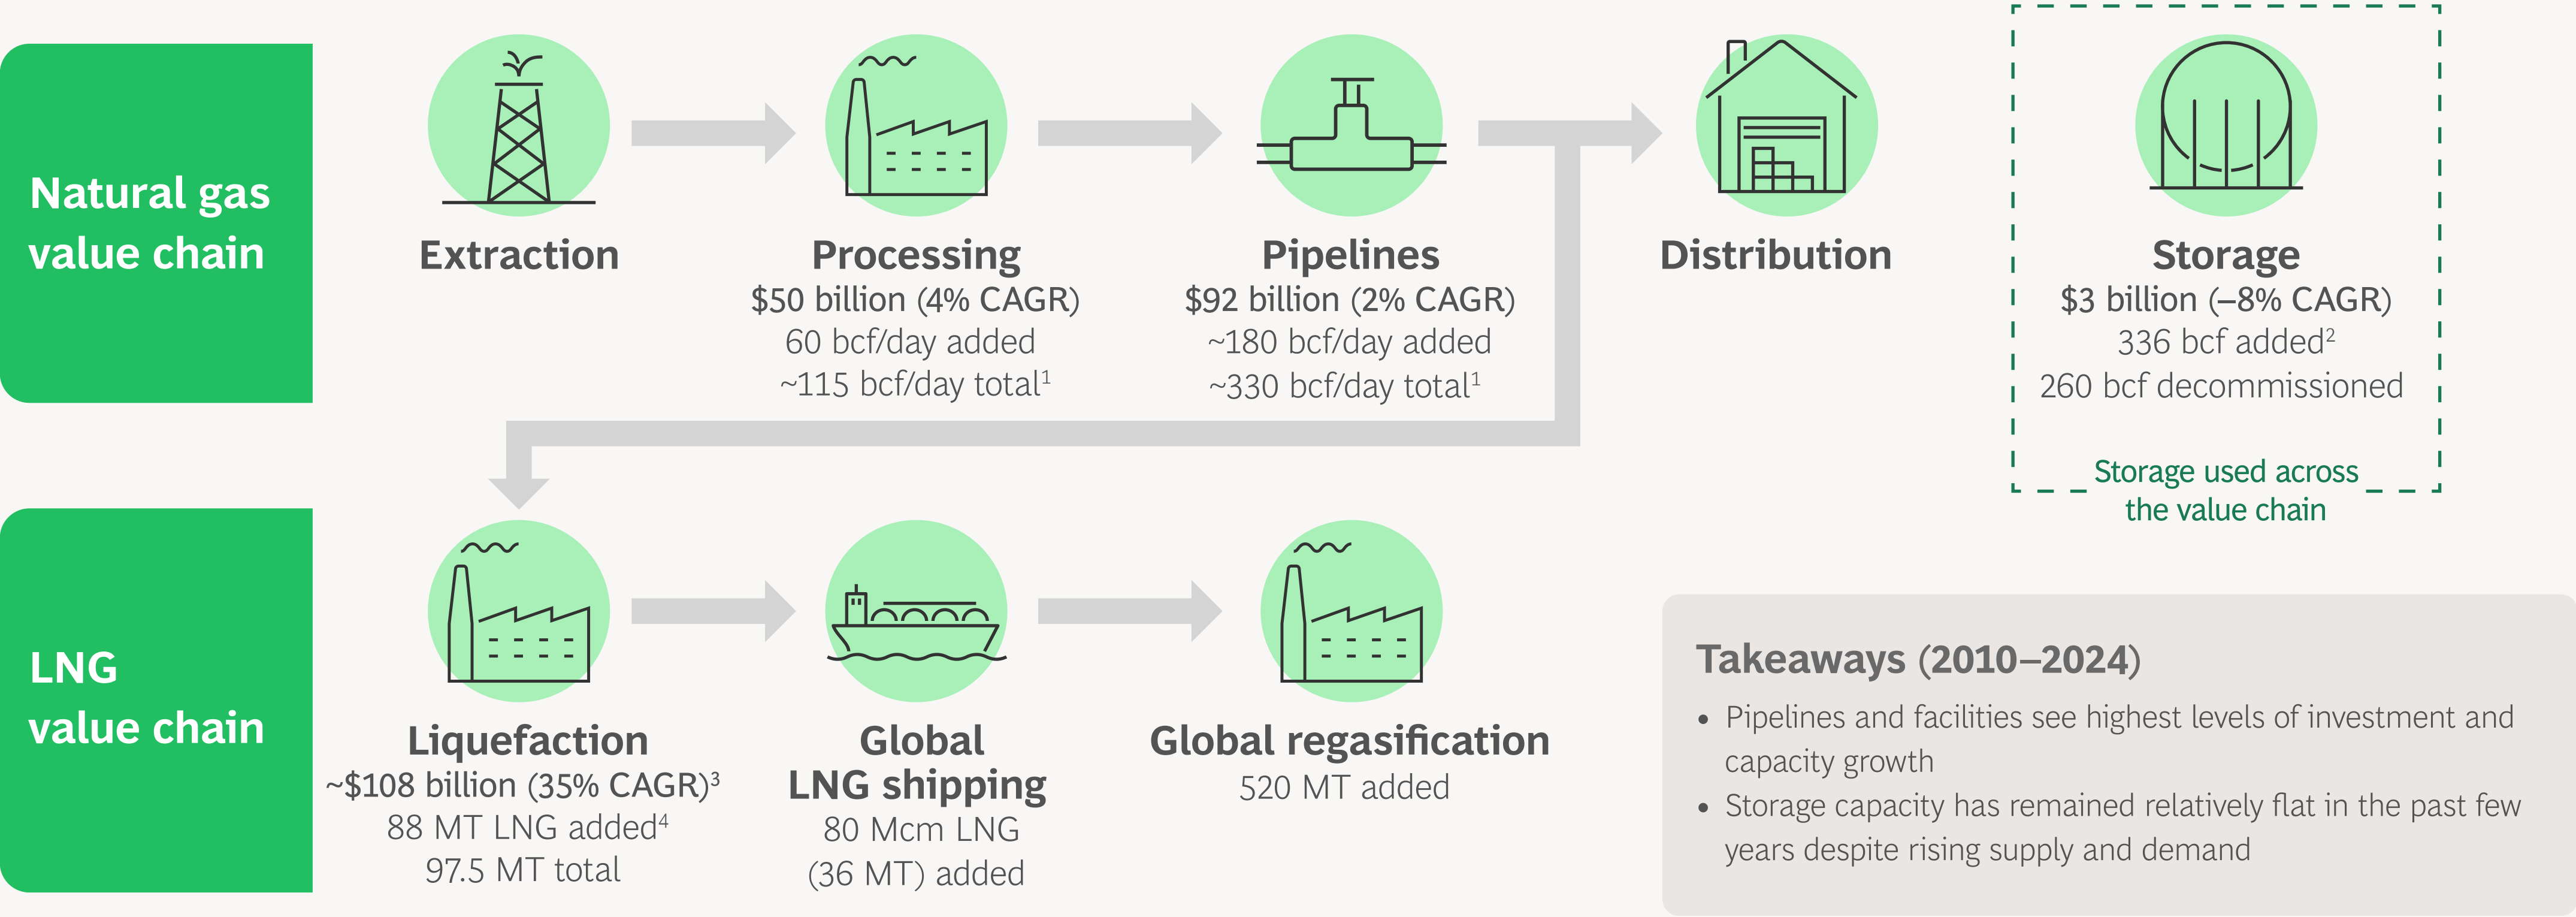 Natural gas
value chain
Extraction
Processing
$50 billion (4% CAGR)
60 bcf/day added
~115 bcf/day total¹
Pipelines
$92 billion (2% CAGR)
~180 bcf/day added
~330 bcf/day total¹
Distribution
Storage
$3 billion (–8% CAGR)
336 bcf added²
260 bcf decommissioned
Storage used across
the value chain
LNG
value chain
Liquefaction
~$108 billion (35% CAGR)³
88 MT LNG added⁴
97.5 MT total
Global
LNG shipping
80 Mcm LNG
(36 MT) added
Global regasification
520 MT added
Takeaways (2010–2024)
• Pipelines and facilities see highest levels of investment and
capacity growth
• Storage capacity has remained relatively flat in the past few
years despite rising supply and demand